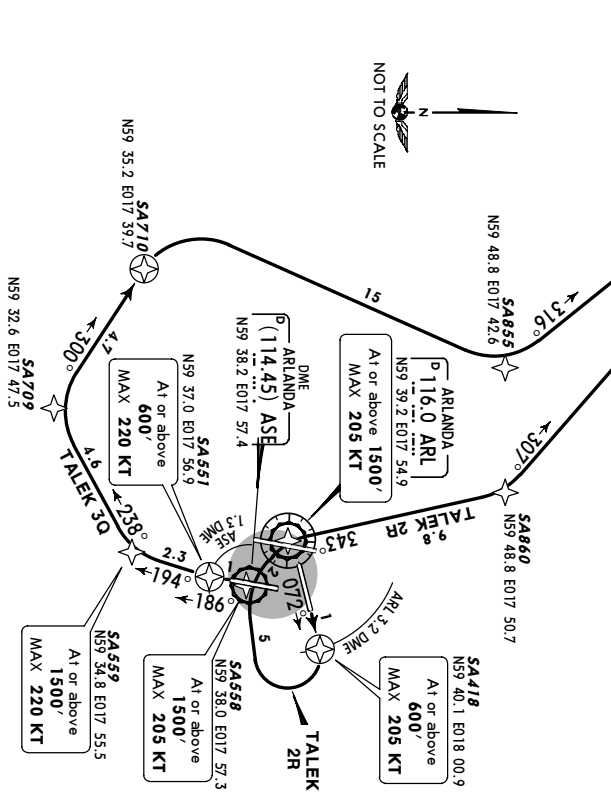 N
NOT TO SCALE
SA855
N59 48.8 E017 42.6
316°
15
SA710
N59 35.2 E017 39.7
300°
4.7
SA709
N59 32.6 E017 47.5
4.6
TALEK 3Q
238°
307°
SA860
N59 48.8 E017 50.7
9.8
TALEK 2R
343°
ARLANDA
D 116.0 ARL
N59 39.2 E017 54.9
At or above 1500'
MAX 205 KT
DME
ARLANDA
D (114.45) ASE
N59 38.2 E017 57.4
SA551
N59 37.0 E017 56.9
At or above
600'
MAX 220 KT
ASE
1.3 DME
2.3
194°
1
186°
2
072°
1
ARL 3.2 DME
5
SA418
N59 40.1 E018 00.9
At or above
600'
MAX 205 KT
TALEK
2R
SA558
N59 38.0 E017 57.3
At or above
1500'
MAX 205 KT
SA559
N59 34.8 E017 55.5
At or above
1500'
MAX 220 KT